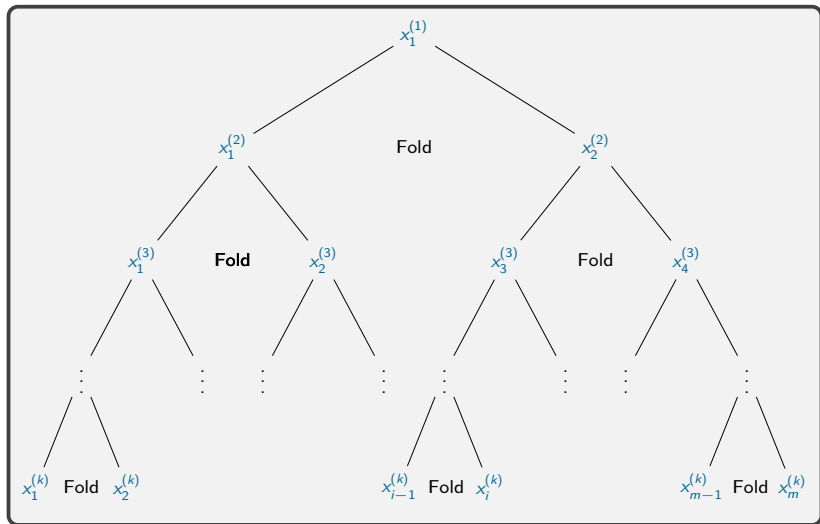 x_1^{(1)}
x_1^{(2)} Fold x_2^{(2)}
x_1^{(3)} Fold x_2^{(3)} x_3^{(3)} Fold x_4^{(3)}
⋮ ⋮ ⋮ ⋮ ⋮ ⋮ ⋮ ⋮
x_1^{(k)} Fold x_2^{(k)} x_{i-1}^{(k)} Fold x_i^{(k)} x_{m-1}^{(k)} Fold x_m^{(k)}